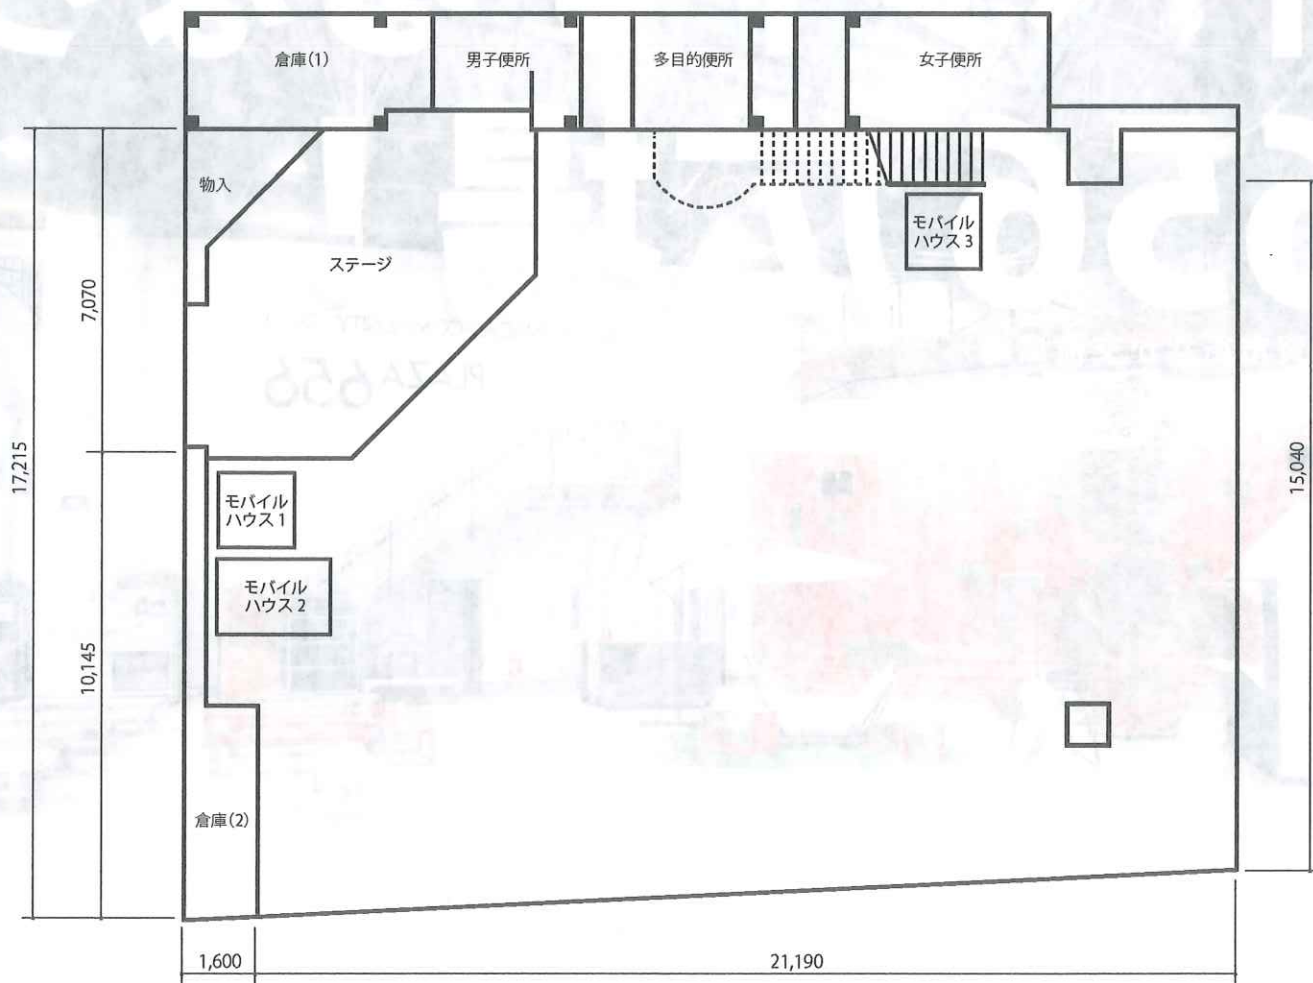 倉庫(1)
男子便所
多目的便所
女子便所
物入
ステージ
モバイル
ハウス 3
7,070
17,215
15,040
モバイル
ハウス 1
モバイル
ハウス 2
10,145
倉庫(2)
1,600
21,190
PLAZA 656